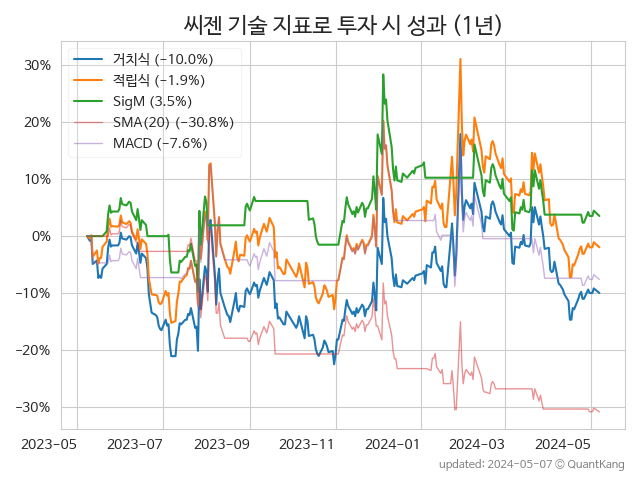 씨젠 기술 지표로 투자 시 성과 (1년)
거치식 (−10.0%)
적립식 (−1.9%)
SigM (3.5%)
SMA(20) (−30.8%)
MACD (−7.6%)
30%
20%
10%
0%
−10%
−20%
−30%
2023-05 2023-07 2023-09 2023-11 2024-01 2024-03 2024-05
updated: 2024-05-07 © QuantKang